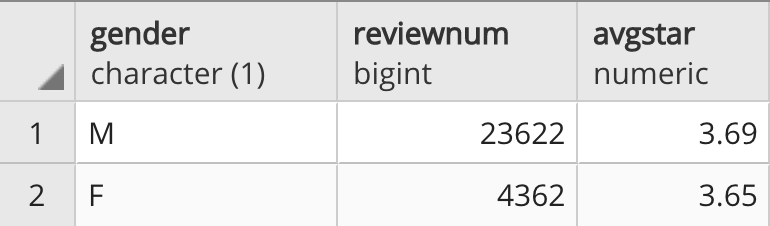 gender reviewnum avgstar
character (1) bigint numeric
1 M 23622 3.69
2 F 4362 3.65